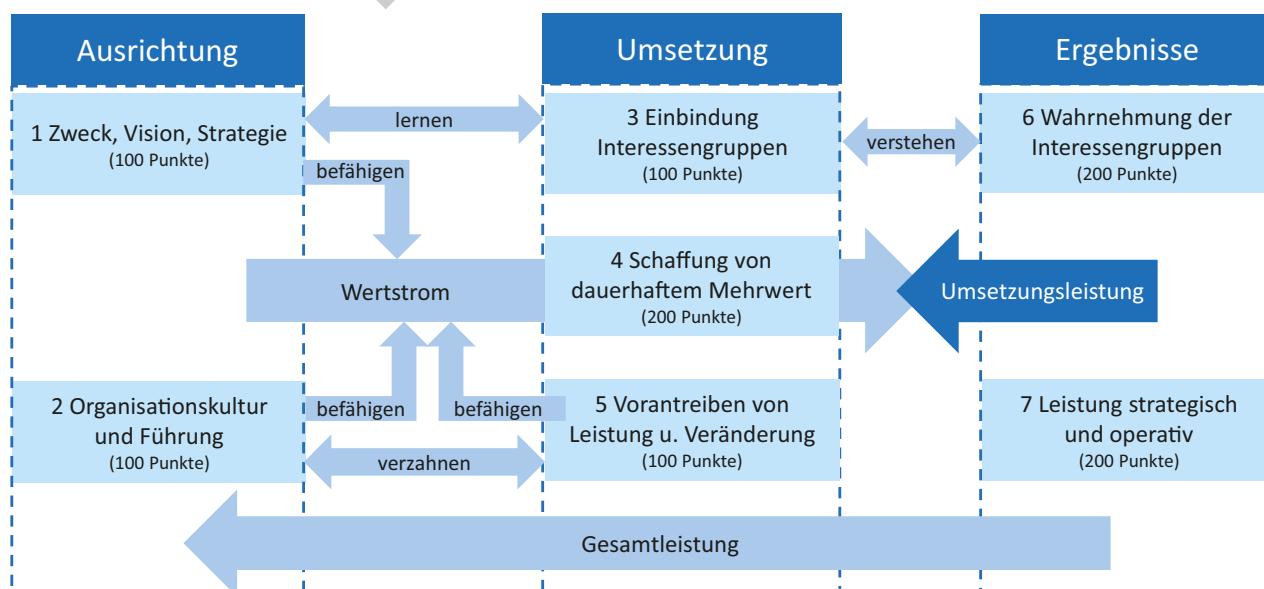 Ausrichtung
Umsetzung
Ergebnisse
1 Zweck, Vision, Strategie
(100 Punkte)
lernen
3 Einbindung
Interessengruppen
(100 Punkte)
verstehen
6 Wahrnehmung der
Interessengruppen
(200 Punkte)
befähigen
Wertstrom
4 Schaffung von
dauerhaftem Mehrwert
(200 Punkte)
Umsetzungsleistung
2 Organisationskultur
und Führung
(100 Punkte)
befähigen
befähigen
verzahnen
5 Vorantreiben von
Leistung u. Veränderung
(100 Punkte)
7 Leistung strategisch
und operativ
(200 Punkte)
Gesamtleistung